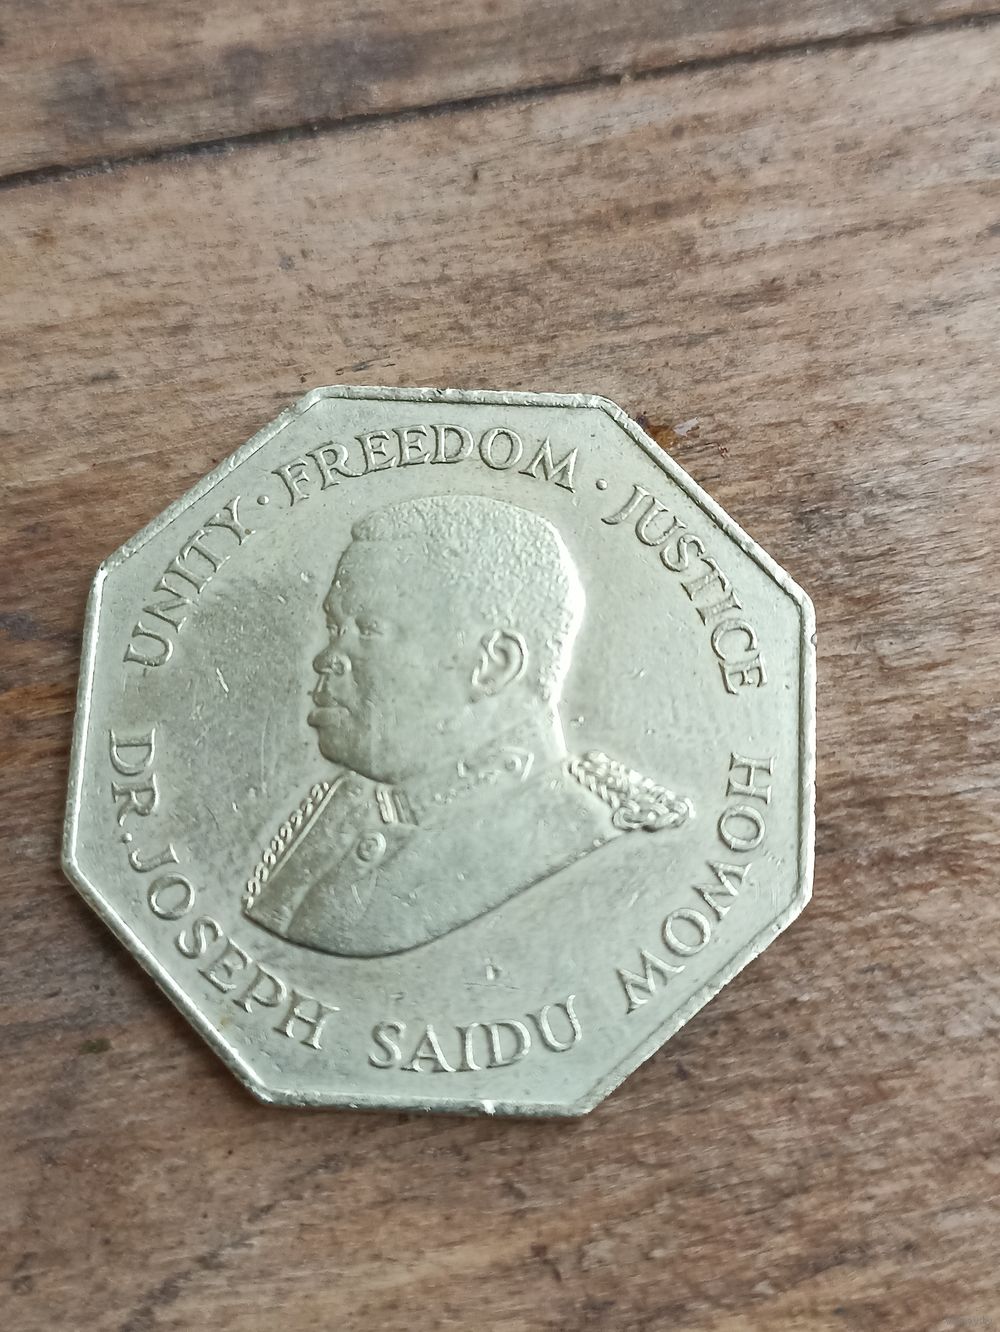 UNITY · FREEDOM · JUSTICE
DR. JOSEPH SAIDU MOMOH